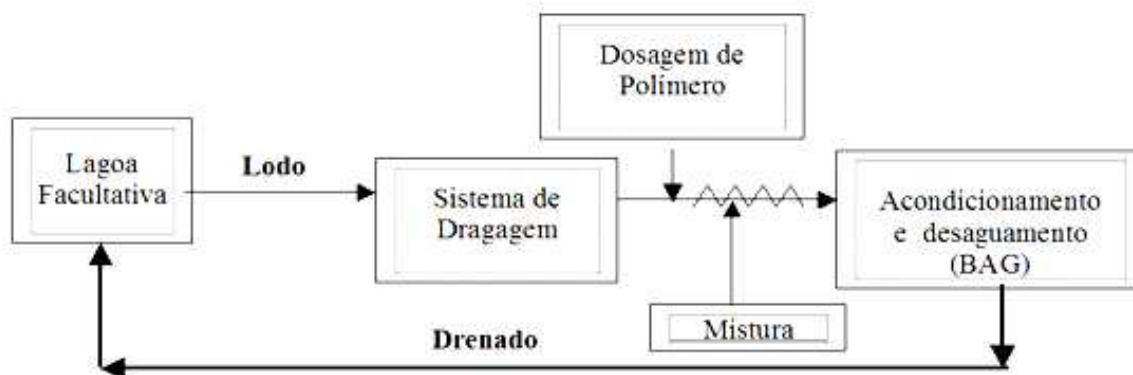 Dosagem de
Polímero
Lagoa
Facultativa
Lodo
Sistema de
Dragagem
Acondicionamento
e desaguamento
(BAG)
Mistura
Drenado